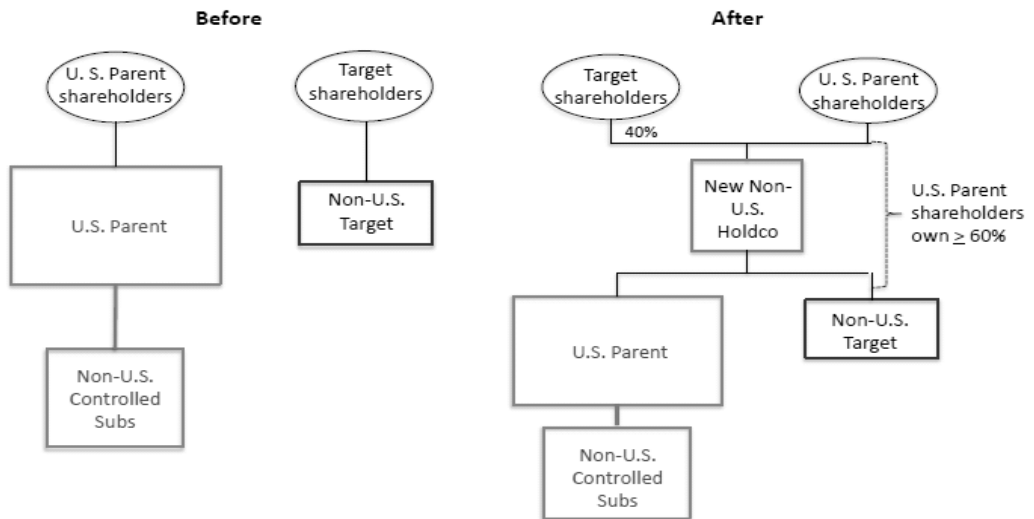 Before
U. S. Parent
shareholders
Target
shareholders
U.S. Parent
Non-U.S.
Target
Non-U.S.
Controlled
Subs
After
Target
shareholders
U. S. Parent
shareholders
40%
New Non-
U.S.
Holdco
U.S. Parent
shareholders
own ≥ 60%
U.S. Parent
Non-U.S.
Target
Non-U.S.
Controlled
Subs